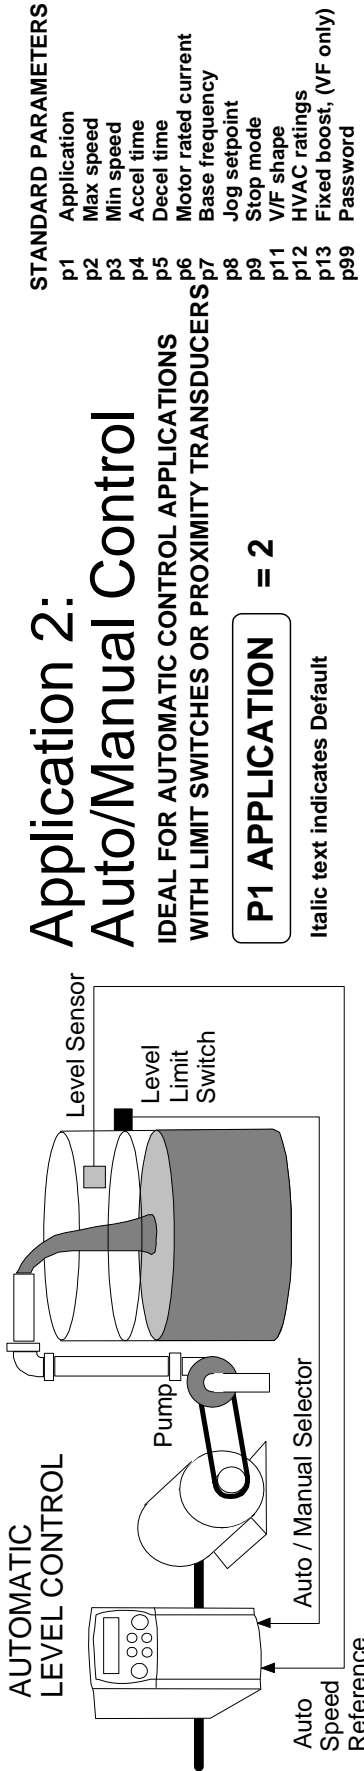 AUTOMATIC
LEVEL CONTROL
Pump
Level Sensor
Level
Limit
Switch
Auto / Manual Selector
Auto
Speed
Reference
Application 2:
Auto/Manual Control
IDEAL FOR AUTOMATIC CONTROL APPLICATIONS
WITH LIMIT SWITCHES OR PROXIMITY TRANSDUCERS
P1 APPLICATION = 2
Italic text indicates Default
STANDARD PARAMETERS
p1 Application
p2 Max speed
p3 Min speed
p4 Accel time
p5 Decel time
p6 Motor rated current
p7 Base frequency
p8 Jog setpoint
p9 Stop mode
p11 V/F shape
p12 HVAC ratings
p13 Fixed boost, (VF only)
p99 Password